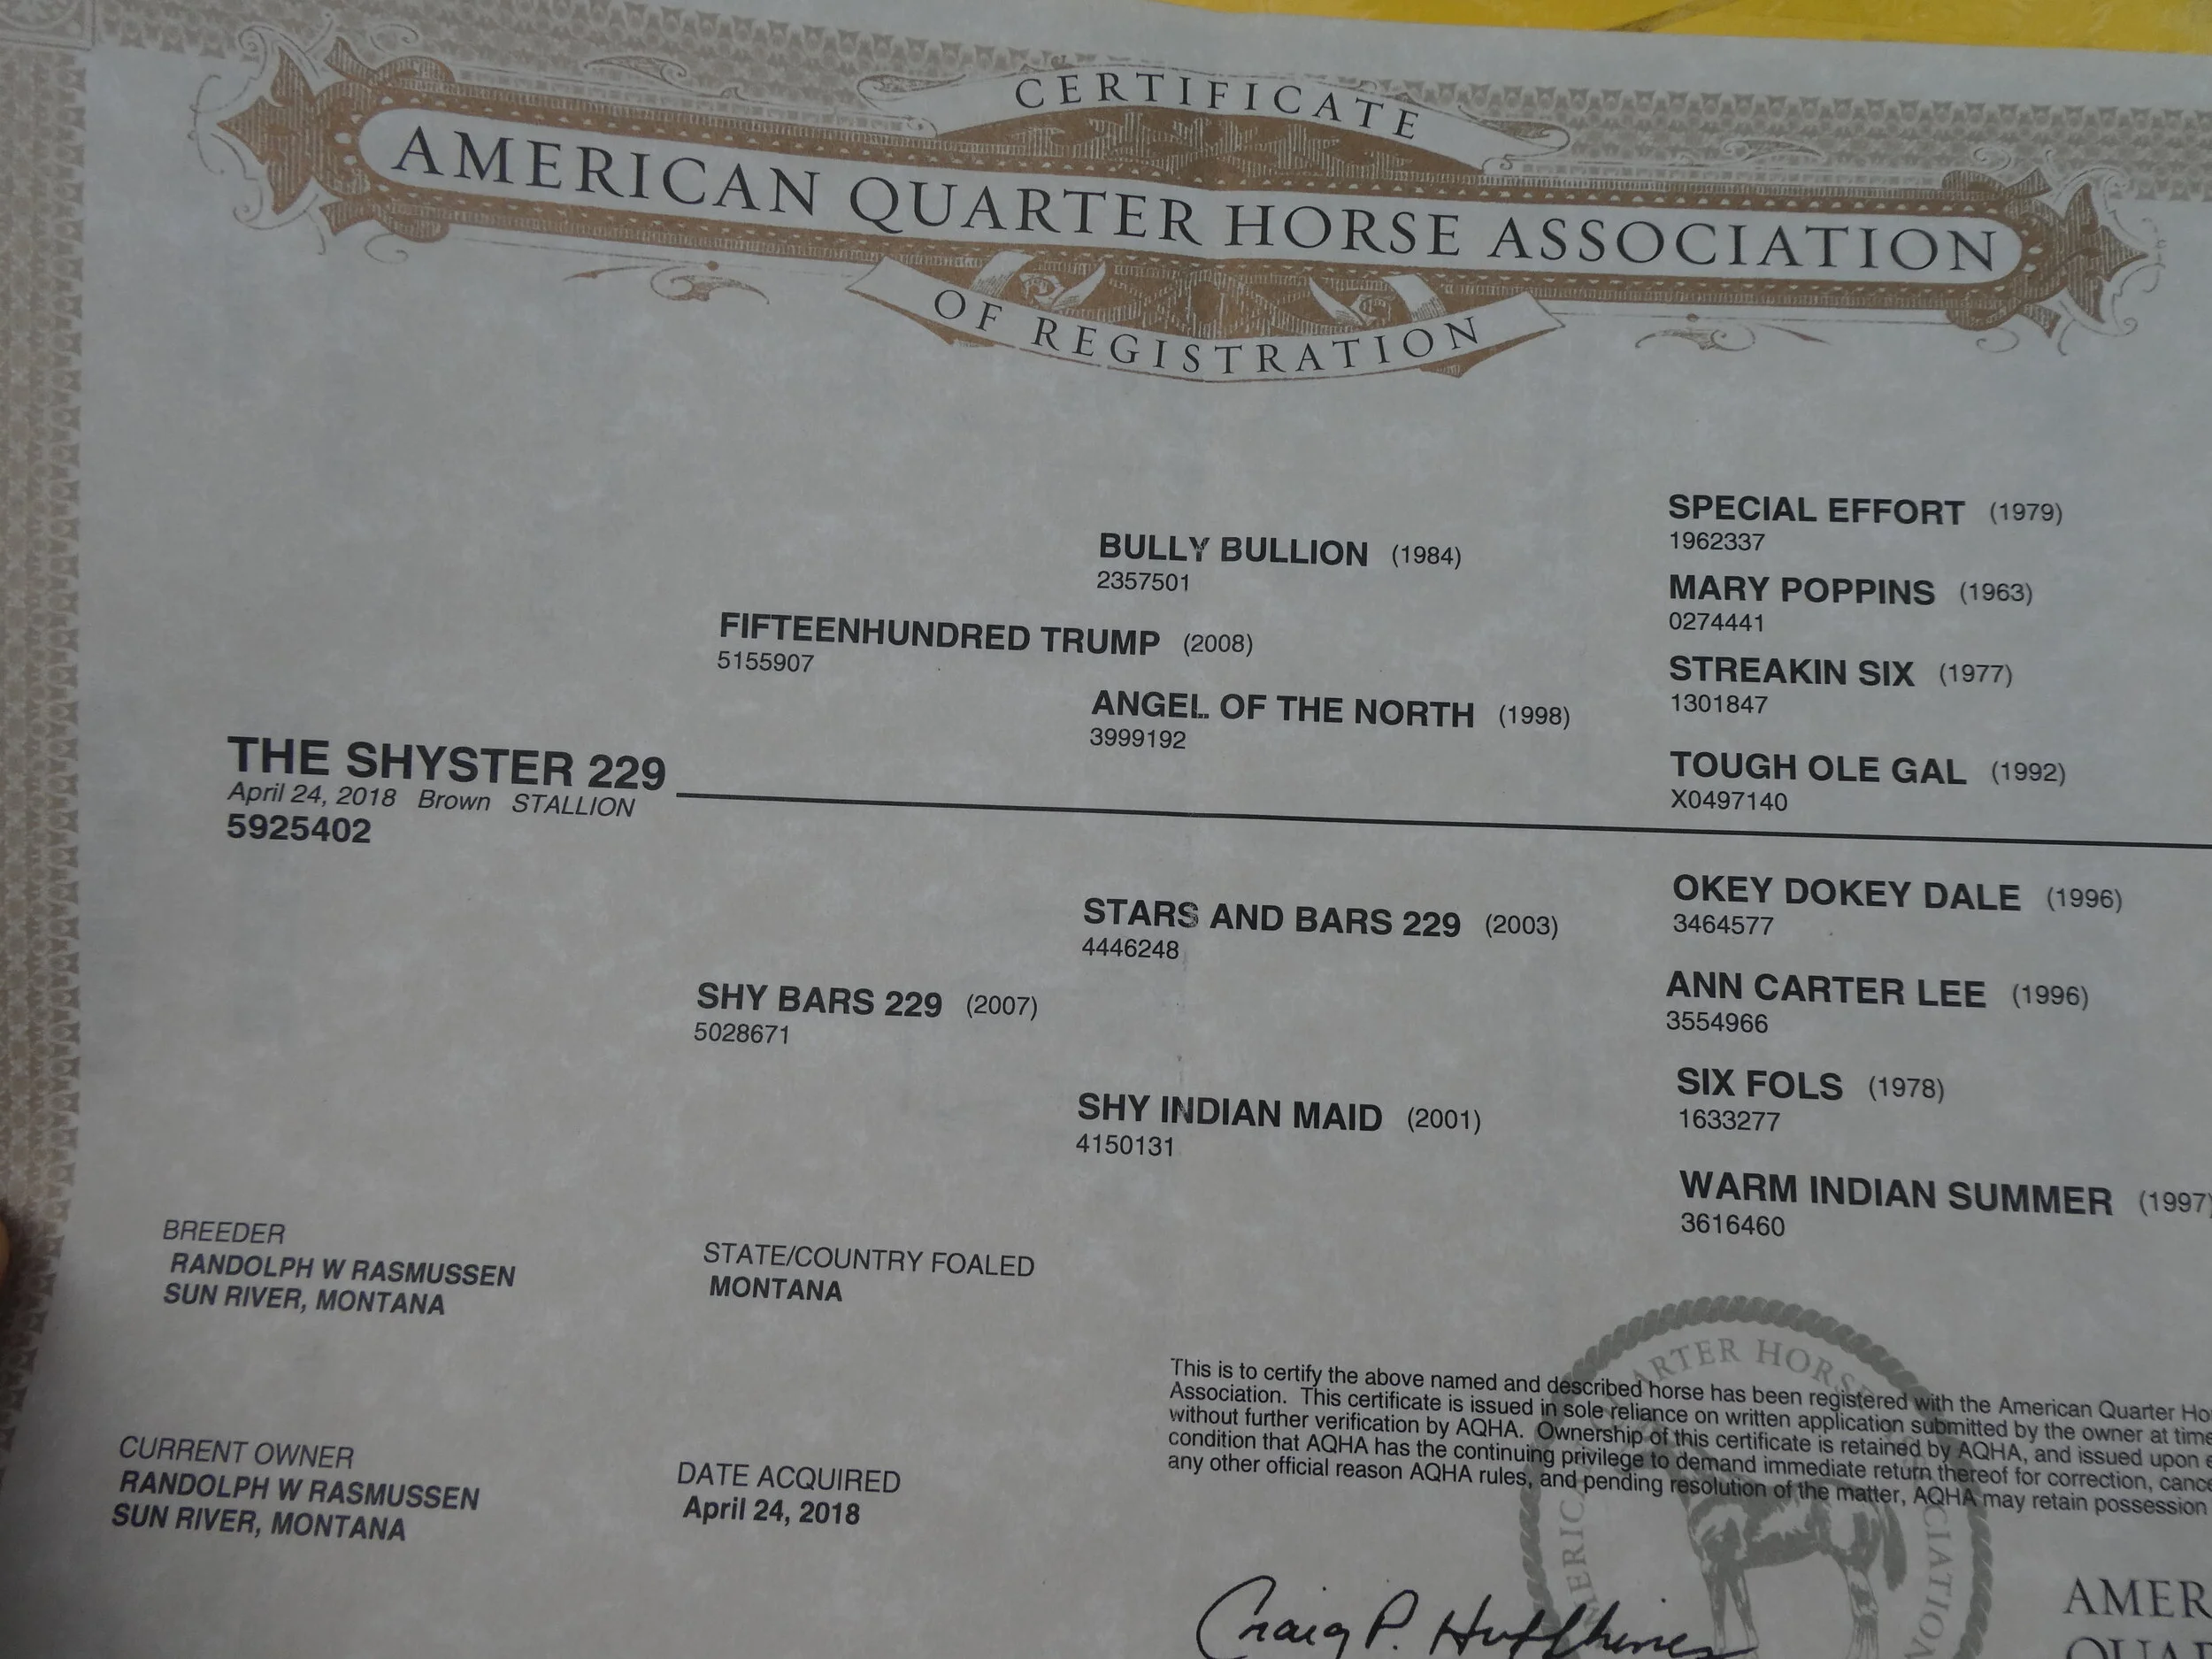 CERTIFICATE
AMERICAN QUARTER HORSE ASSOCIATION
OF REGISTRATION
SPECIAL EFFORT (1979)
1962337
BULLY BULLION (1984)
2357501
MARY POPPINS (1963)
0274441
FIFTEENHUNDRED TRUMP (2008)
5155907
STREAKIN SIX (1977)
1301847
ANGEL OF THE NORTH (1998)
3999192
TOUGH OLE GAL (1992)
X0497140
THE SHYSTER 229
April 24, 2018 Brown STALLION
5925402
OKEY DOKEY DALE (1996)
3464577
STARS AND BARS 229 (2003)
4446248
ANN CARTER LEE (1996)
3554966
SHY BARS 229 (2007)
5028671
SIX FOLS (1978)
1633277
SHY INDIAN MAID (2001)
4150131
WARM INDIAN SUMMER (1997)
3616460
BREEDER
RANDOLPH W RASMUSSEN
SUN RIVER, MONTANA
STATE/COUNTRY FOALED
MONTANA
CURRENT OWNER
RANDOLPH W RASMUSSEN
SUN RIVER, MONTANA
DATE ACQUIRED
April 24, 2018
This is to certify the above named and described horse has been registered with the American Quarter Ho
Association. This certificate is issued in sole reliance on written application submitted by the owner at time
without further verification by AQHA. Ownership of this certificate is retained by AQHA, and issued upon e
condition that AQHA has the continuing privilege to demand immediate return thereof for correction, cance
any other official reason AQHA rules, and pending resolution of the matter, AQHA may retain possession
Craig P. Huffhines
AMER
QUAR